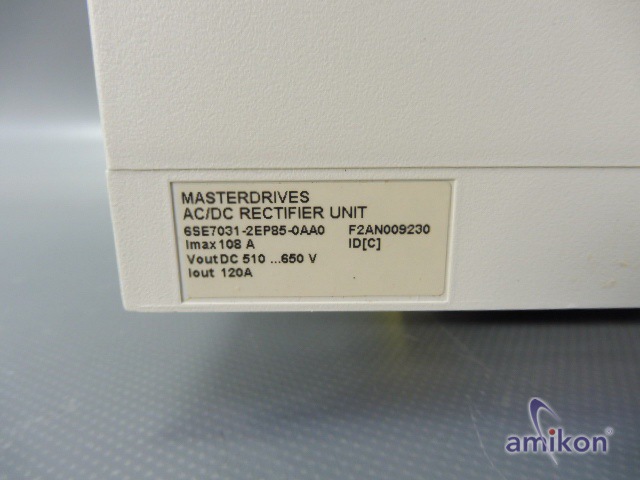 MASTERDRIVES
AC/DC RECTIFIER UNIT
6SE7031-2EP85-0AA0 F2AN009230
Imax 108 A ID[C]
Vout DC 510 ...650 V
Iout 120A
amikon®